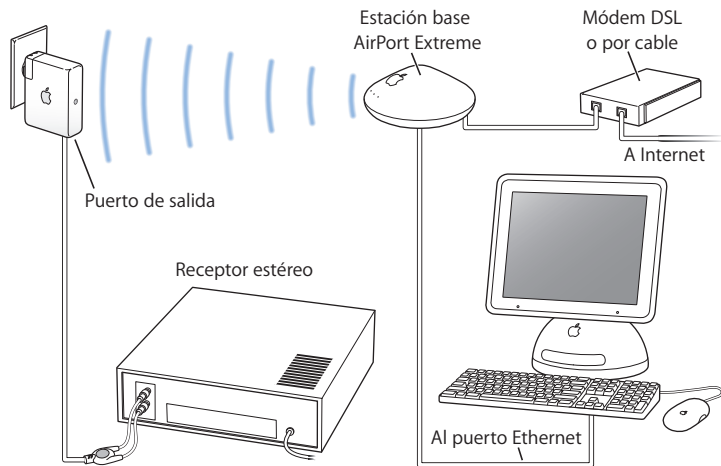 Estación base
AirPort Extreme
Módem DSL
o por cable
A Internet
Puerto de salida
Receptor estéreo
Al puerto Ethernet